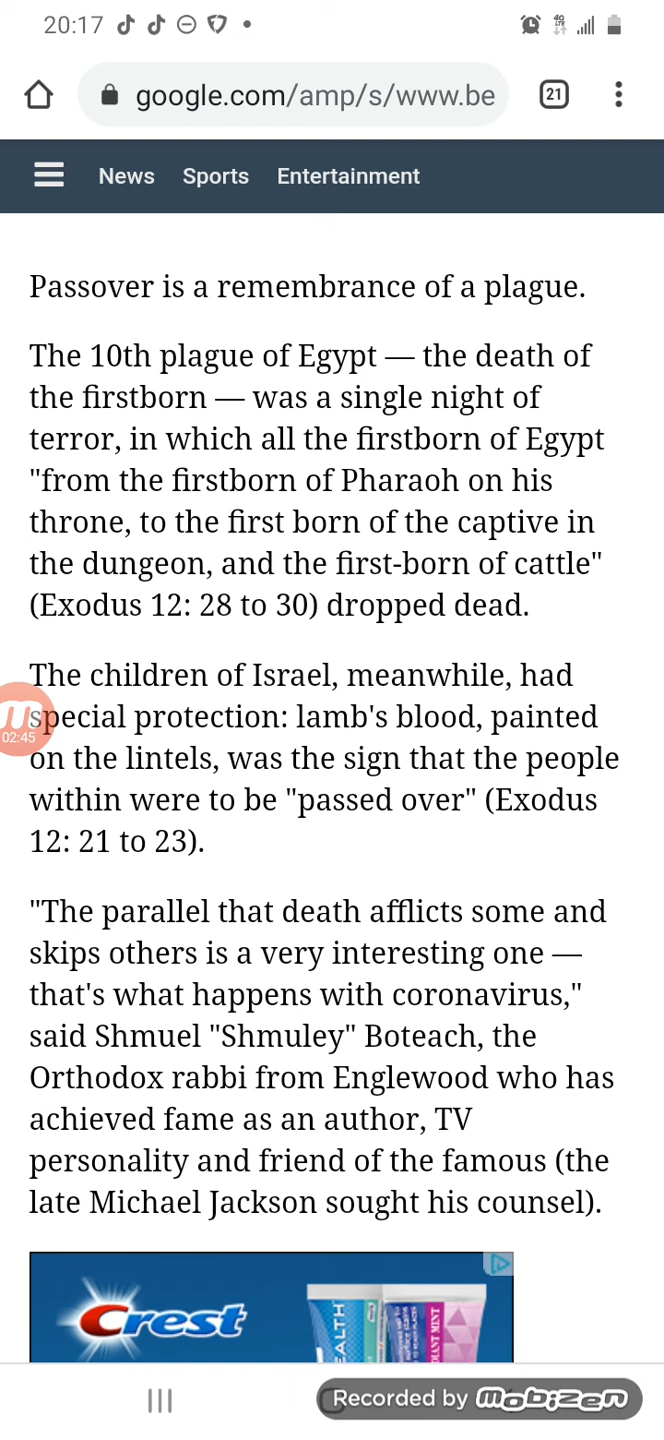 20:17
4G
LTE
google.com/amp/s/www.be
21
News Sports Entertainment
Passover is a remembrance of a plague.
The 10th plague of Egypt — the death of
the firstborn — was a single night of
terror, in which all the firstborn of Egypt
"from the firstborn of Pharaoh on his
throne, to the first born of the captive in
the dungeon, and the first-born of cattle"
(Exodus 12: 28 to 30) dropped dead.
The children of Israel, meanwhile, had
special protection: lamb's blood, painted
02:45
on the lintels, was the sign that the people
within were to be "passed over" (Exodus
12: 21 to 23).
"The parallel that death afflicts some and
skips others is a very interesting one —
that's what happens with coronavirus,"
said Shmuel "Shmuley" Boteach, the
Orthodox rabbi from Englewood who has
achieved fame as an author, TV
personality and friend of the famous (the
late Michael Jackson sought his counsel).
Crest
Recorded by mobizen